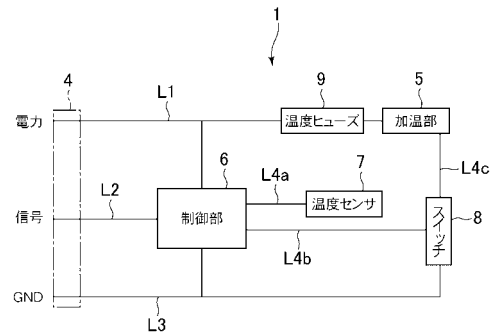 1
4
L1
9
5
電力
温度ヒューズ
加温部
6
L4a
7
L4c
信号
L2
制御部
温度センサ
スイッチ
8
L4b
GND
L3